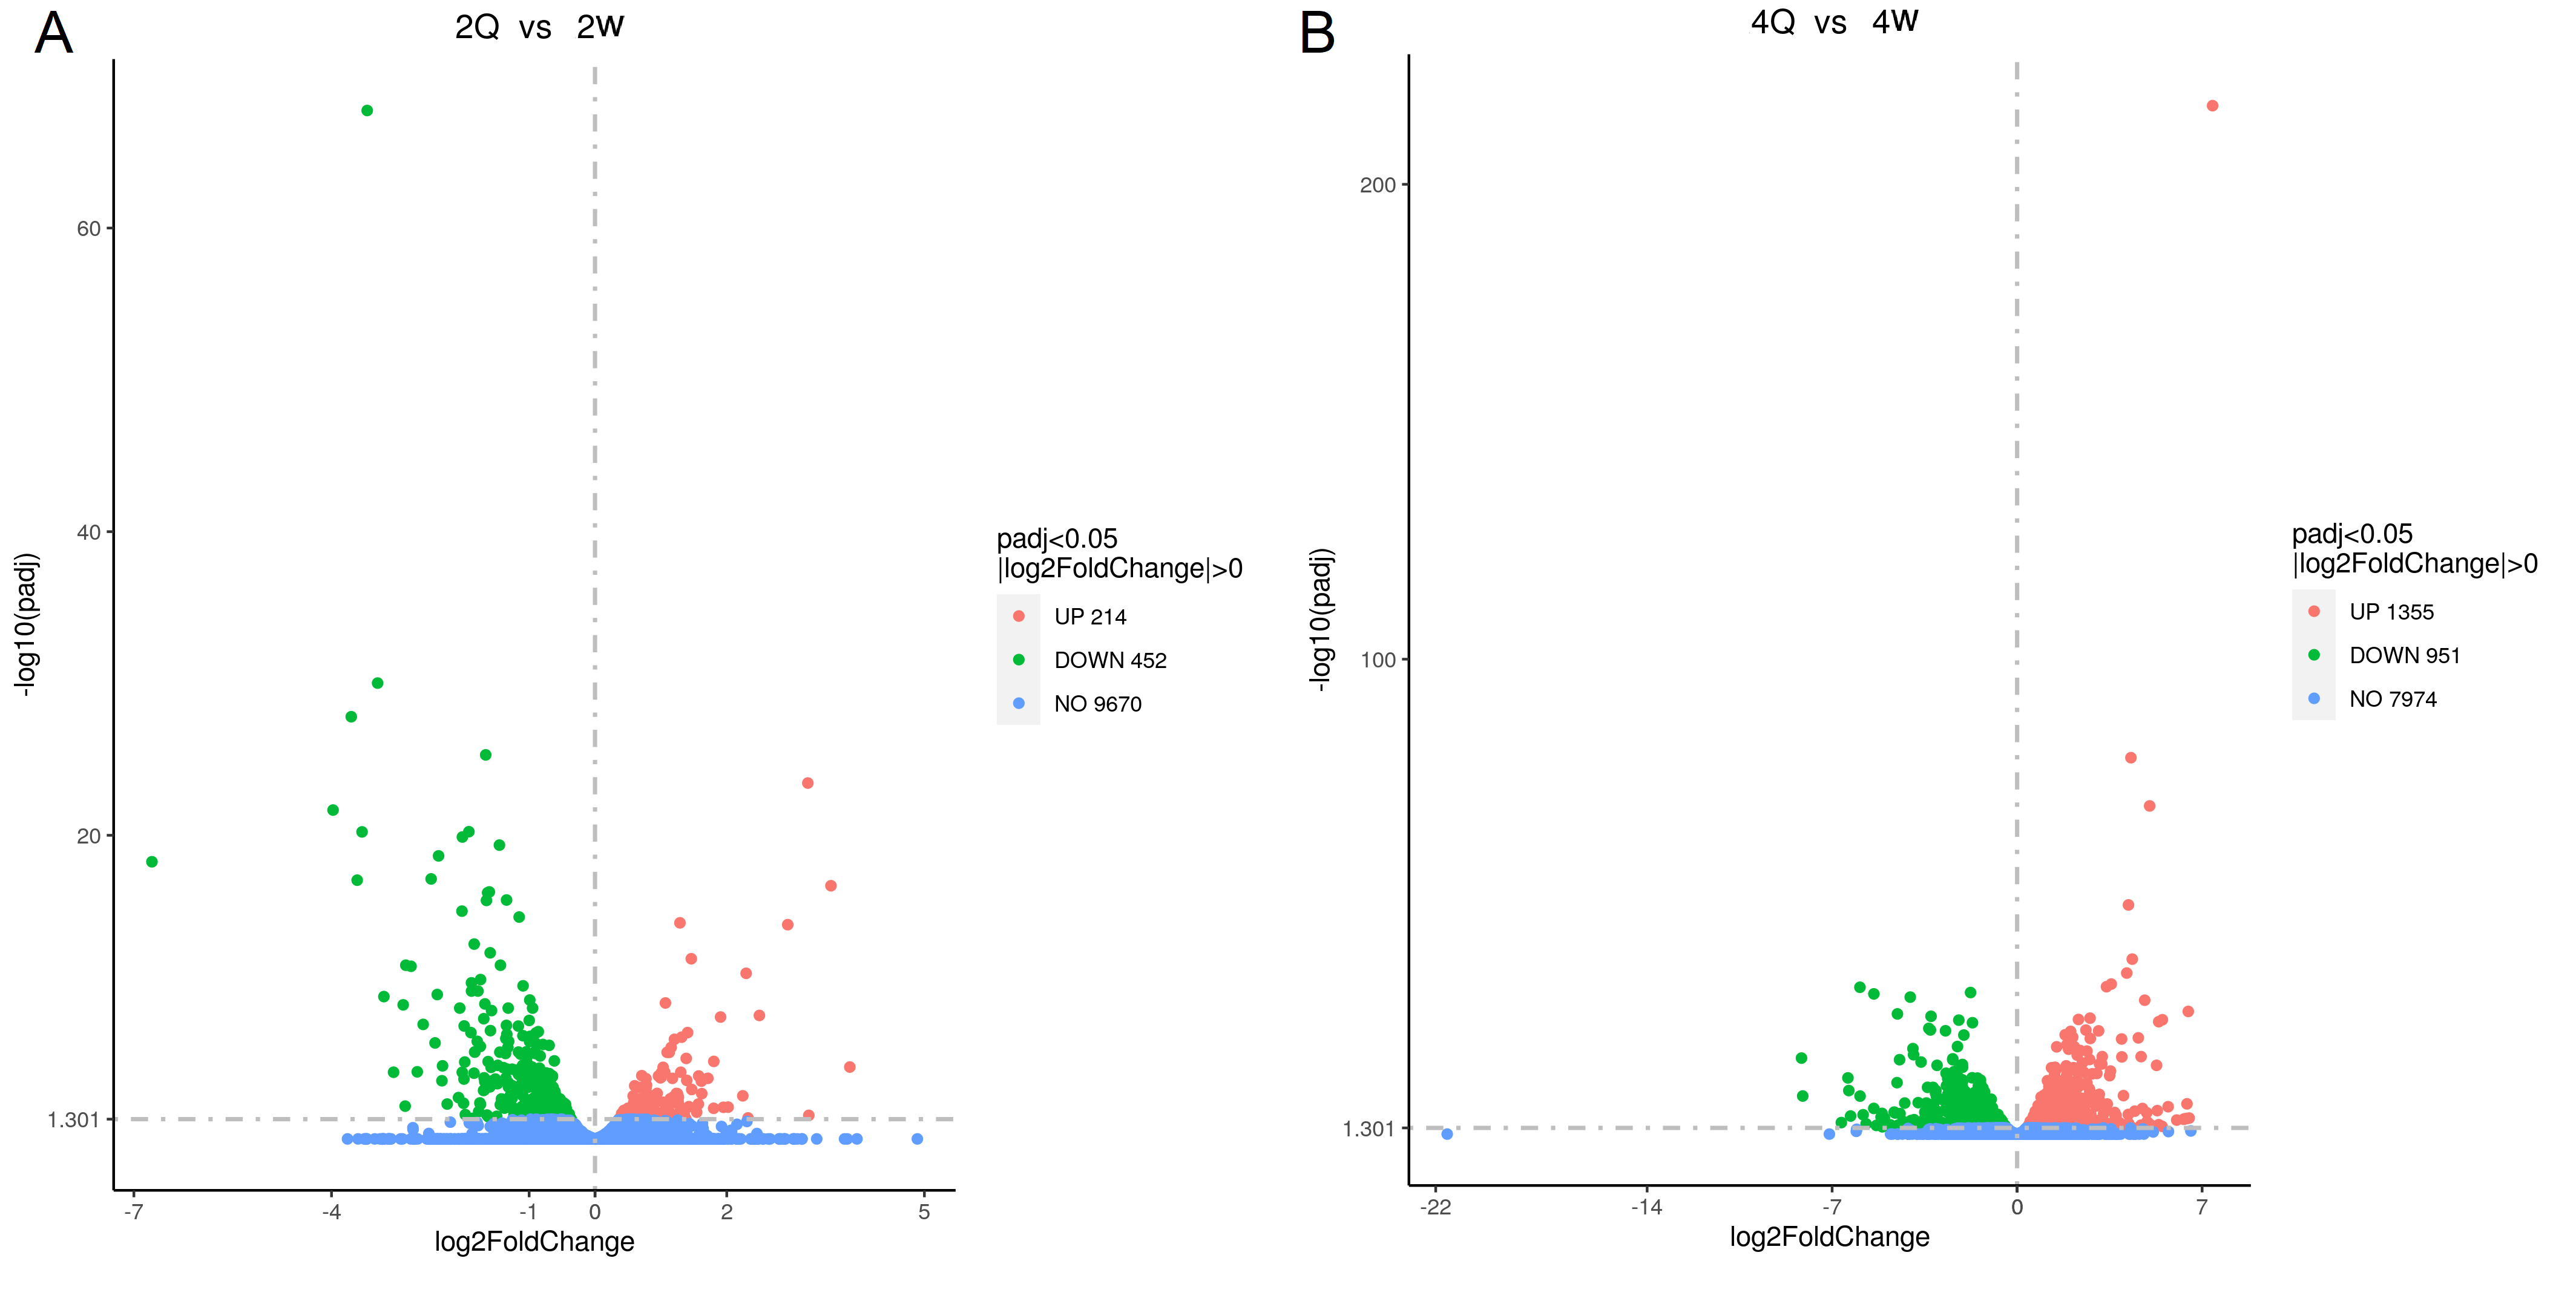 A
2Q vs 2W
60
40
20
1.301
-log10(padj)
-7 -4 -1 0 2 5
log2FoldChange
padj<0.05
|log2FoldChange|>0
UP 214
DOWN 452
NO 9670
B
4Q vs 4W
200
100
1.301
-log10(padj)
-22 -14 -7 0 7
log2FoldChange
padj<0.05
|log2FoldChange|>0
UP 1355
DOWN 951
NO 7974